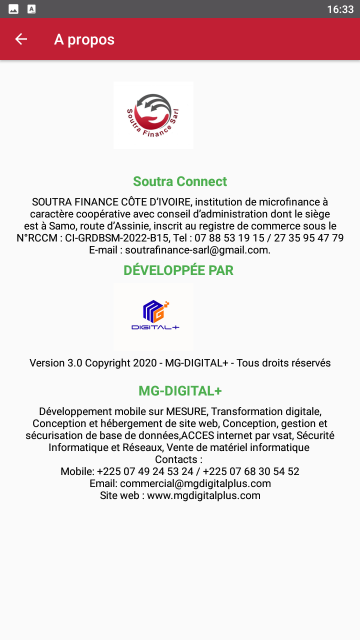 16:33
A propos
Soutra Finance Sarl
Soutra Connect
SOUTRA FINANCE CÔTE D'IVOIRE, institution de microfinance à
caractère coopérative avec conseil d'administration dont le siège
est à Samo, route d'Assinie, inscrit au registre de commerce sous le
N°RCCM : CI-GRDBSM-2022-B15, Tel : 07 88 53 19 15 / 27 35 95 47 79
E-mail : soutrafinance-sarl@gmail.com.
DÉVELOPPÉE PAR
DIGITAL+
Version 3.0 Copyright 2020 - MG-DIGITAL+ - Tous droits réservés
MG-DIGITAL+
Développement mobile sur MESURE, Transformation digitale,
Conception et hébergement de site web, Conception, gestion et
sécurisation de base de données,ACCES internet par vsat, Sécurité
Informatique et Réseaux, Vente de matériel informatique
Contacts :
Mobile: +225 07 49 24 53 24 / +225 07 68 30 54 52
Email: commercial@mgdigitalplus.com
Site web : www.mgdigitalplus.com